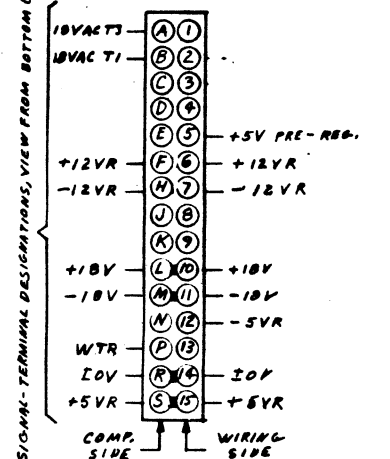 SIGNAL-TERMINAL DESIGNATIONS, VIEW FROM BOTTOM
18VAC T3 A 1
18VAC T1 B 2
C 3
D 4
E 5 +5V PRE-REG.
+12VR F 6 +12VR
-12VR H 7 -12VR
J 8
K 9
+18V L 10 +18V
-18V M 11 -18V
N 12 -5VR
WTR P 13
IOV R 14 IOV
+5VR S 15 +5VR
COMP. SIDE WIRING SIDE